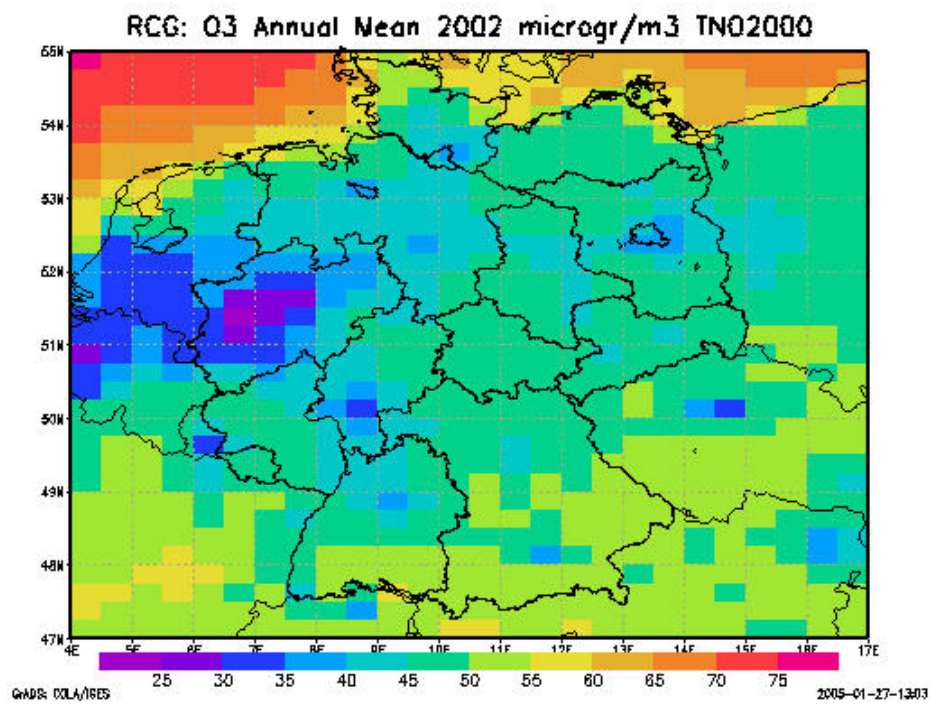 RCG: O3 Annual Mean 2002 microgr/m3 TNO2000
55N
54N
53N
52N
51N
50N
49N
48N
47N
4E 5E 6E 7E 8E 9E 10E 11E 12E 13E 14E 15E 16E 17E
25 30 35 40 45 50 55 60 65 70 75
GrADS: COLA/IGES 2005-01-27-13:03